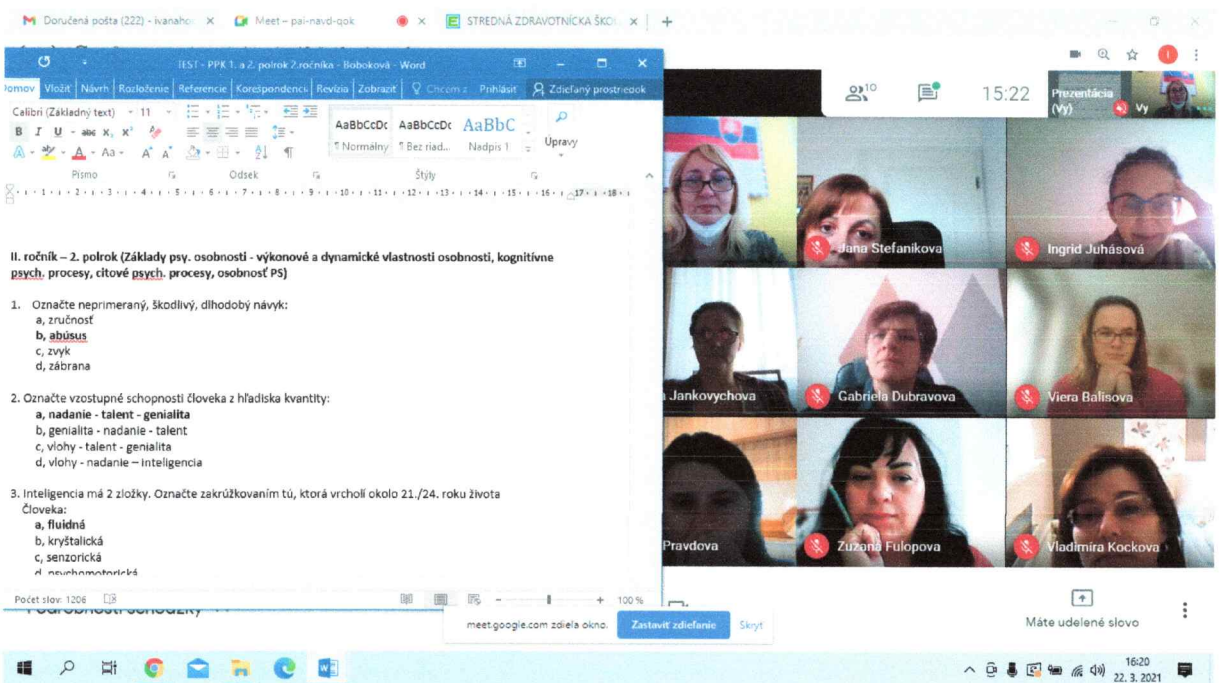 Doručená pošta (222) - ivanaho
Meet – pai-navd-qok
STREDNÁ ZDRAVOTNÍCKA ŠKO
TEST - PPK 1. a 2. polrok 2.ročníka - Boboková - Word
Vložiť Návrh Rozloženie Referencie Korešpondencia Revízia Zobraziť Prihlásiť Zdieľaný prostriedok
Calibri (Základný text) 11
AaBbCcDc AaBbCcDc AaBbC
¶ Normálny ¶ Bez riad... Nadpis 1
Úpravy
Písmo Odsek Štýly
10
15:22
Prezentácia
(Vy)
Vy
II. ročník – 2. polrok (Základy psy. osobnosti - výkonové a dynamické vlastnosti osobnosti, kognitívne
psych. procesy, citové psych. procesy, osobnosť PS)
1. Označte neprimeraný, škodlivý, dlhodobý návyk:
a, zručnosť
b, abúsus
c, zvyk
d, zábrana
2. Označte vzostupné schopnosti človeka z hľadiska kvantity:
a, nadanie - talent - genialita
b, genialita - nadanie - talent
c, vlohy - talent - genialita
d, vlohy - nadanie – inteligencia
3. Inteligencia má 2 zložky. Označte zakrúžkovaním tú, ktorá vrcholí okolo 21./24. roku života
Človeka:
a, fluidná
b, kryštalická
c, senzorická
d, psychomotorická
Jana Stefanikova
Ingrid Juhásová
Jankovychova
Gabriela Dubravova
Viera Balisova
Pravdova
Zuzana Fulopova
Vladimíra Kockova
Počet slov: 1206
100 %
Podrobnosti schôdzky
meet.google.com zdieľa okno.
Zastaviť zdieľanie
Skryť
Máte udelené slovo
16:20
22. 3. 2021